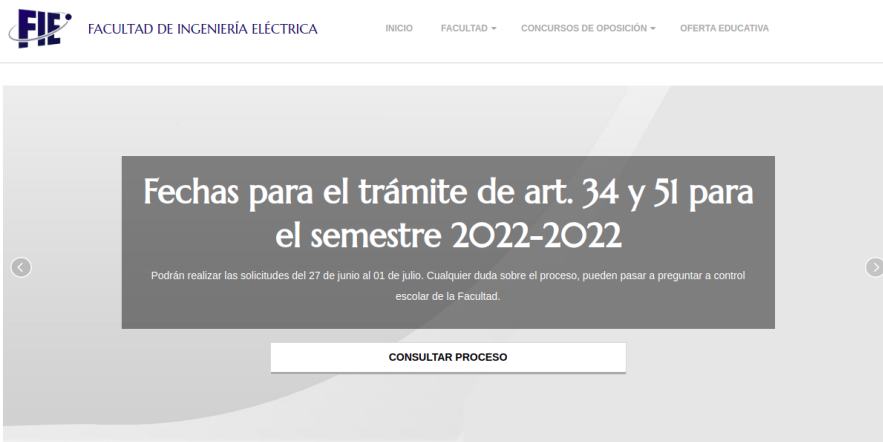 FIE
FACULTAD DE INGENIERÍA ELÉCTRICA
INICIO
FACULTAD
CONCURSOS DE OPOSICIÓN
OFERTA EDUCATIVA
Fechas para el trámite de art. 34 y 51 para
el semestre 2022-2022
Podrán realizar las solicitudes del 27 de junio al 01 de julio. Cualquier duda sobre el proceso, pueden pasar a preguntar a control
escolar de la Facultad.
CONSULTAR PROCESO